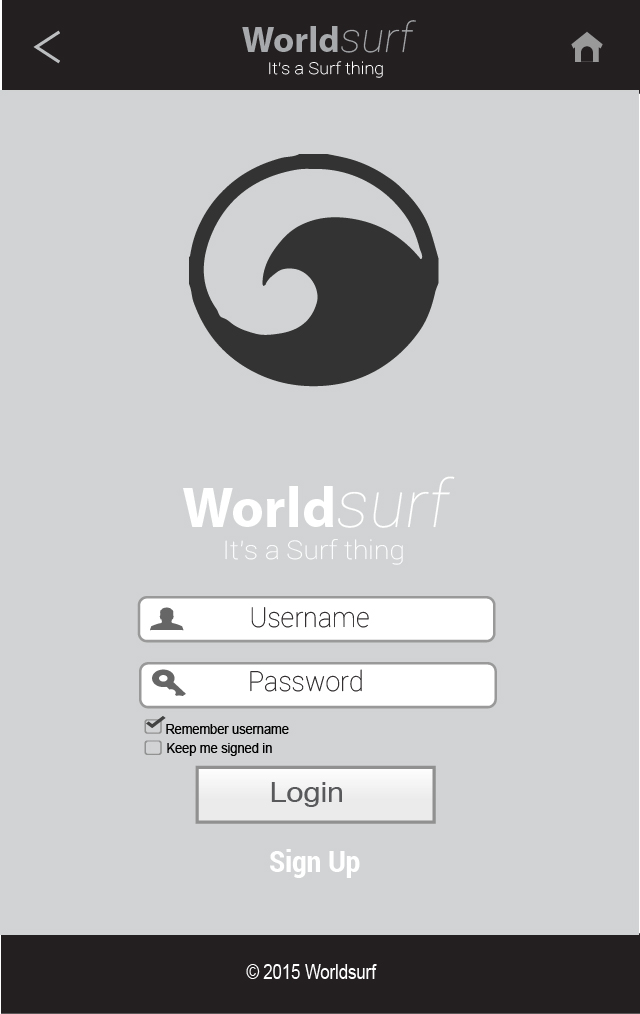 Worldsurf
It's a Surf thing
Worldsurf
It's a Surf thing
Username
Password
Remember username
Keep me signed in
Login
Sign Up
© 2015 Worldsurf